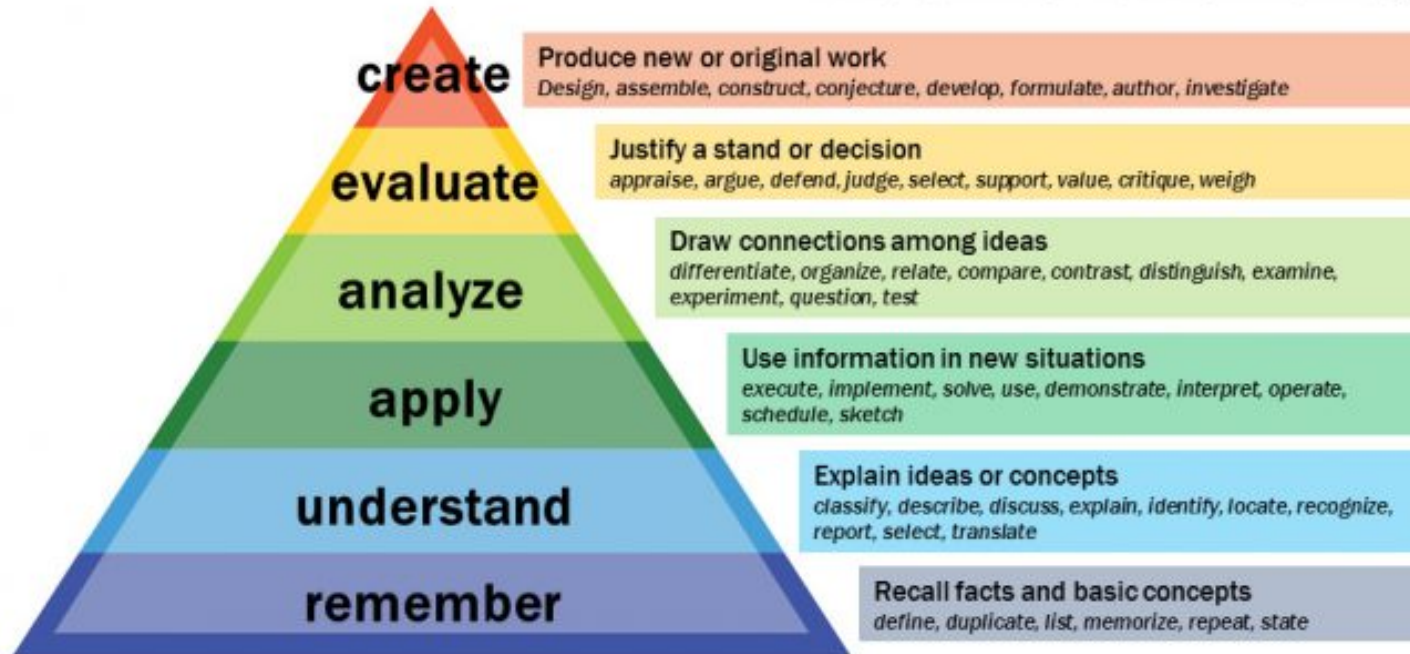 create
Produce new or original work
Design, assemble, construct, conjecture, develop, formulate, author, investigate
evaluate
Justify a stand or decision
appraise, argue, defend, judge, select, support, value, critique, weigh
analyze
Draw connections among ideas
differentiate, organize, relate, compare, contrast, distinguish, examine,
experiment, question, test
apply
Use information in new situations
execute, implement, solve, use, demonstrate, interpret, operate,
schedule, sketch
understand
Explain ideas or concepts
classify, describe, discuss, explain, identify, locate, recognize,
report, select, translate
remember
Recall facts and basic concepts
define, duplicate, list, memorize, repeat, state